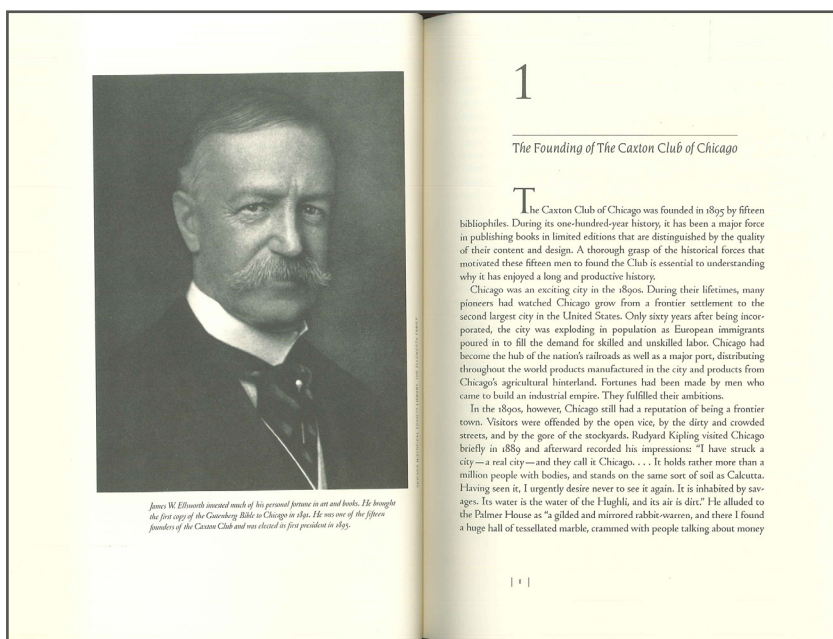 James W. Ellsworth invested much of his personal fortune in art and books. He brought
the first copy of the Gutenberg Bible to Chicago in 1891. He was one of the fifteen
founders of the Caxton Club and was elected its first president in 1895.
1
The Founding of The Caxton Club of Chicago
The Caxton Club of Chicago was founded in 1895 by fifteen
bibliophiles. During its one-hundred-year history, it has been a major force
in publishing books in limited editions that are distinguished by the quality
of their content and design. A thorough grasp of the historical forces that
motivated these fifteen men to found the Club is essential to understanding
why it has enjoyed a long and productive history.
Chicago was an exciting city in the 1890s. During their lifetimes, many
pioneers had watched Chicago grow from a frontier settlement to the
second largest city in the United States. Only sixty years after being incor-
porated, the city was exploding in population as European immigrants
poured in to fill the demand for skilled and unskilled labor. Chicago had
become the hub of the nation's railroads as well as a major port, distributing
throughout the world products manufactured in the city and products from
Chicago's agricultural hinterland. Fortunes had been made by men who
came to build an industrial empire. They fulfilled their ambitions.
In the 1890s, however, Chicago still had a reputation of being a frontier
town. Visitors were offended by the open vice, by the dirty and crowded
streets, and by the gore of the stockyards. Rudyard Kipling visited Chicago
briefly in 1889 and afterward recorded his impressions: "I have struck a
city—a real city—and they call it Chicago. . . . It holds rather more than a
million people with bodies, and stands on the same sort of soil as Calcutta.
Having seen it, I urgently desire never to see it again. It is inhabited by sav-
ages. Its water is the water of the Hughli, and its air is dirt." He alluded to
the Palmer House as "a gilded and mirrored rabbit-warren, and there I found
a huge hall of tessellated marble, crammed with people talking about money
| 1 |